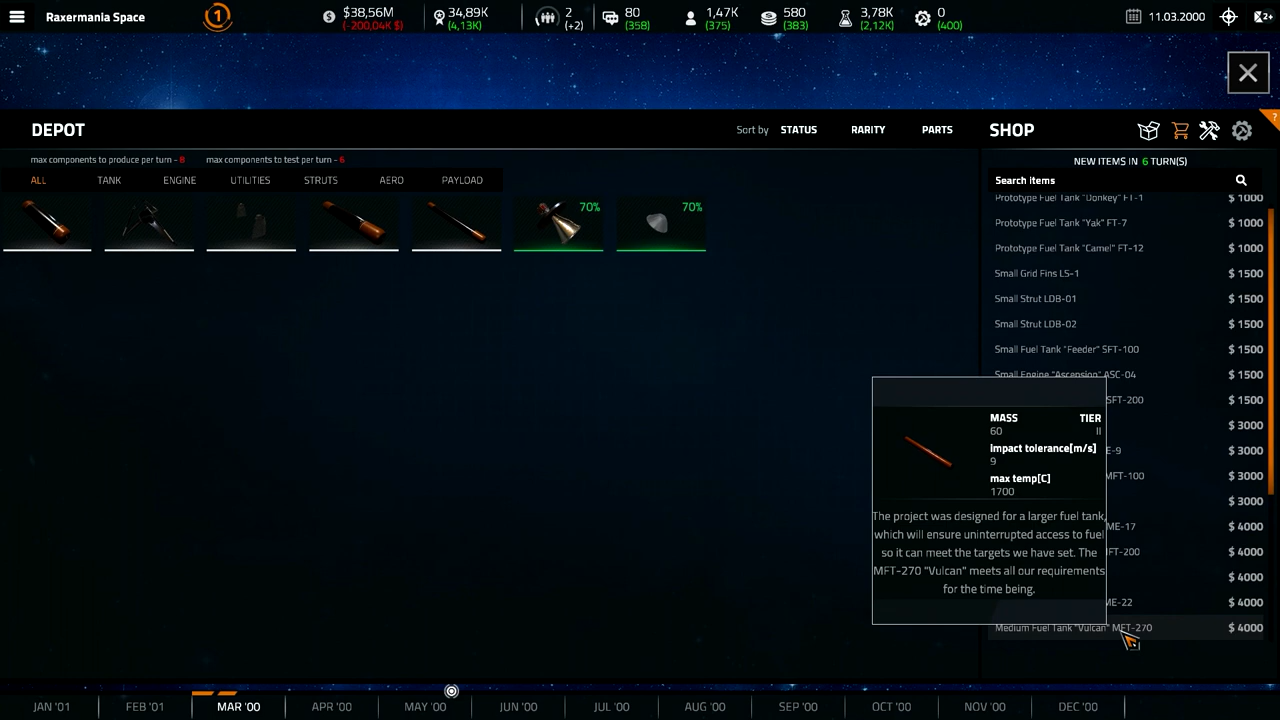 Raxermania Space
1
$38,56M
(-200,04K $)
34,89K
(4,13K)
2
(+2)
80
(358)
1,47K
(375)
580
(383)
3,78K
(2,12K)
0
(400)
11.03.2000
2+
DEPOT
Sort by STATUS RARITY PARTS
SHOP
?
max components to produce per turn - 8 max components to test per turn - 6
ALL TANK ENGINE UTILITIES STRUTS AERO PAYLOAD
70%
70%
NEW ITEMS IN 6 TURN(S)
Search items
Prototype Fuel Tank "Donkey" FT-1 $ 1000
Prototype Fuel Tank "Yak" FT-7 $ 1000
Prototype Fuel Tank "Camel" FT-12 $ 1000
Small Grid Fins LS-1 $ 1500
Small Strut LDB-01 $ 1500
Small Strut LDB-02 $ 1500
Small Fuel Tank "Feeder" SFT-100 $ 1500
Small Engine "Ascension" ASC-04 $ 1500
SFT-200 $ 1500
$ 3000
E-9 $ 3000
MFT-100 $ 3000
$ 3000
ME-17 $ 4000
FT-200 $ 4000
$ 4000
ME-22 $ 4000
Medium Fuel Tank "Vulcan" MFT-270 $ 4000
MASS TIER
60 II
impact tolerance[m/s]
9
max temp[C]
1700
The project was designed for a larger fuel tank,
which will ensure uninterrupted access to fuel
so it can meet the targets we have set. The
MFT-270 "Vulcan" meets all our requirements
for the time being.
JAN '01 FEB '01 MAR '00 APR '00 MAY '00 JUN '00 JUL '00 AUG '00 SEP '00 OCT '00 NOV '00 DEC '00